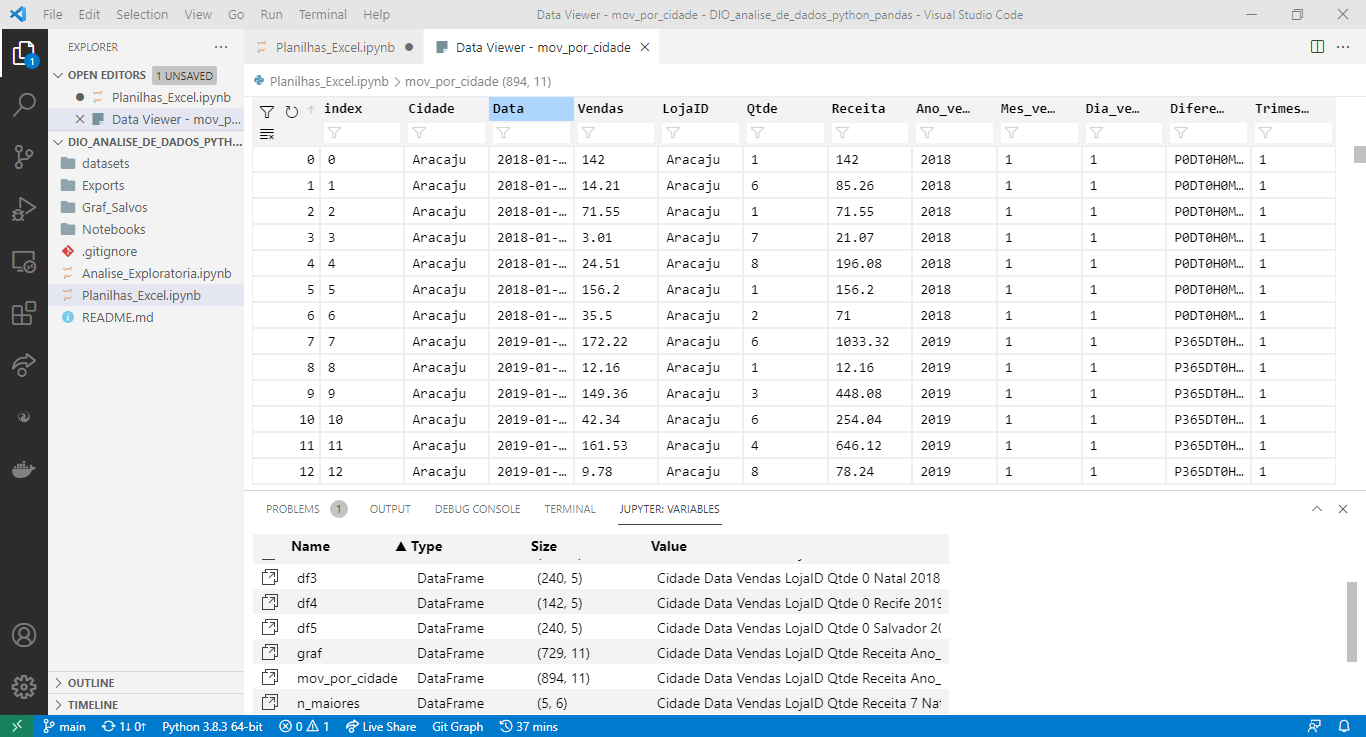 File Edit Selection View Go Run Terminal Help Data Viewer - mov_por_cidade - DIO_analise_de_dados_python_pandas - Visual Studio Code
EXPLORER
OPEN EDITORS 1 UNSAVED
Planilhas_Excel.ipynb
Data Viewer - mov_p...
DIO_ANALISE_DE_DADOS_PYTH...
datasets
Exports
Graf_Salvos
Notebooks
.gitignore
Analise_Exploratoria.ipynb
Planilhas_Excel.ipynb
README.md
OUTLINE
TIMELINE
1
Planilhas_Excel.ipynb Data Viewer - mov_por_cidade
Planilhas_Excel.ipynb > mov_por_cidade (894, 11)
index Cidade Data Vendas LojaID Qtde Receita Ano_ve... Mes_ve... Dia_ve... Difere... Trimes...
0 0 Aracaju 2018-01-... 142 Aracaju 1 142 2018 1 1 P0DT0H0M... 1
1 1 Aracaju 2018-01-... 14.21 Aracaju 6 85.26 2018 1 1 P0DT0H0M... 1
2 2 Aracaju 2018-01-... 71.55 Aracaju 1 71.55 2018 1 1 P0DT0H0M... 1
3 3 Aracaju 2018-01-... 3.01 Aracaju 7 21.07 2018 1 1 P0DT0H0M... 1
4 4 Aracaju 2018-01-... 24.51 Aracaju 8 196.08 2018 1 1 P0DT0H0M... 1
5 5 Aracaju 2018-01-... 156.2 Aracaju 1 156.2 2018 1 1 P0DT0H0M... 1
6 6 Aracaju 2018-01-... 35.5 Aracaju 2 71 2018 1 1 P0DT0H0M... 1
7 7 Aracaju 2019-01-... 172.22 Aracaju 6 1033.32 2019 1 1 P365DT0H... 1
8 8 Aracaju 2019-01-... 12.16 Aracaju 1 12.16 2019 1 1 P365DT0H... 1
9 9 Aracaju 2019-01-... 149.36 Aracaju 3 448.08 2019 1 1 P365DT0H... 1
10 10 Aracaju 2019-01-... 42.34 Aracaju 6 254.04 2019 1 1 P365DT0H... 1
11 11 Aracaju 2019-01-... 161.53 Aracaju 4 646.12 2019 1 1 P365DT0H... 1
12 12 Aracaju 2019-01-... 9.78 Aracaju 8 78.24 2019 1 1 P365DT0H... 1
PROBLEMS 1 OUTPUT DEBUG CONSOLE TERMINAL JUPYTER: VARIABLES
Name Type Size Value
df3 DataFrame (240, 5) Cidade Data Vendas LojaID Qtde 0 Natal 2018
df4 DataFrame (142, 5) Cidade Data Vendas LojaID Qtde 0 Recife 2019
df5 DataFrame (240, 5) Cidade Data Vendas LojaID Qtde 0 Salvador 20
graf DataFrame (729, 11) Cidade Data Vendas LojaID Qtde Receita Ano_
mov_por_cidade DataFrame (894, 11) Cidade Data Vendas LojaID Qtde Receita Ano_
n_maiores DataFrame (5, 6) Cidade Data Vendas LojaID Qtde Receita 7 Nat
main 1↓ 0↑ Python 3.8.3 64-bit 0 1 Live Share Git Graph 37 mins